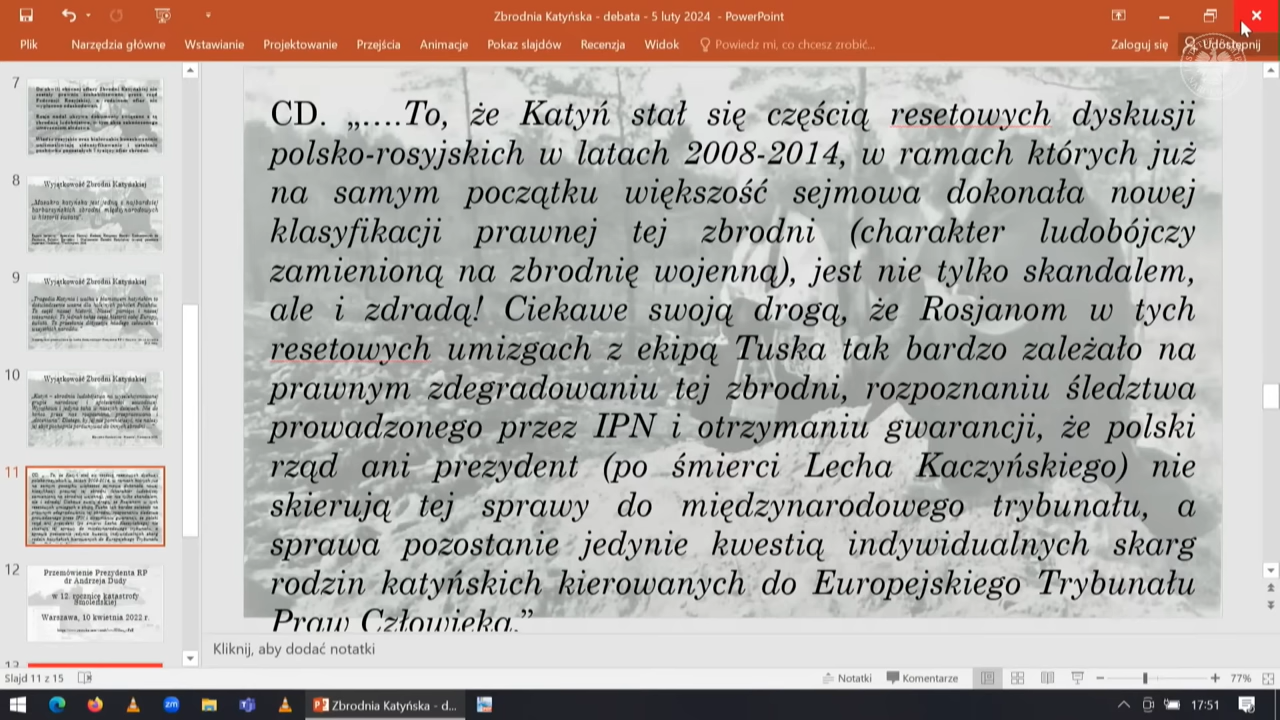 Zbrodnia Katyńska - debata - 5 luty 2024 - PowerPoint
Plik Narzędzia główne Wstawianie Projektowanie Przejścia Animacje Pokaz slajdów Recenzja Widok Powiedz mi, co chcesz zrobić... Zaloguj się Udostępnij
7
8
Wyjątkowość Zbrodni Katyńskiej
9
Wyjątkowość Zbrodni Katyńskiej
10
Wyjątkowość Zbrodni Katyńskiej
11
12
Przemówienie Prezydenta RP
dr Andrzeja Dudy
w 12. rocznicę katastrofy
Smoleńskiej
Warszawa, 10 kwietnia 2022 r.
13
CD. „....To, że Katyń stał się częścią resetowych dyskusji
polsko-rosyjskich w latach 2008-2014, w ramach których już
na samym początku większość sejmowa dokonała nowej
klasyfikacji prawnej tej zbrodni (charakter ludobójczy
zamienioną na zbrodnię wojenną), jest nie tylko skandalem,
ale i zdradą! Ciekawe swoją drogą, że Rosjanom w tych
resetowych umizgach z ekipą Tuska tak bardzo zależało na
prawnym zdegradowaniu tej zbrodni, rozpoznaniu śledztwa
prowadzonego przez IPN i otrzymaniu gwarancji, że polski
rząd ani prezydent (po śmierci Lecha Kaczyńskiego) nie
skierują tej sprawy do międzynarodowego trybunału, a
sprawa pozostanie jedynie kwestią indywidualnych skarg
rodzin katyńskich kierowanych do Europejskiego Trybunału
Praw Człowieka.”
Kliknij, aby dodać notatki
Slajd 11 z 15 Notatki Komentarze 77%
Zbrodnia Katyńska - d... 17:51